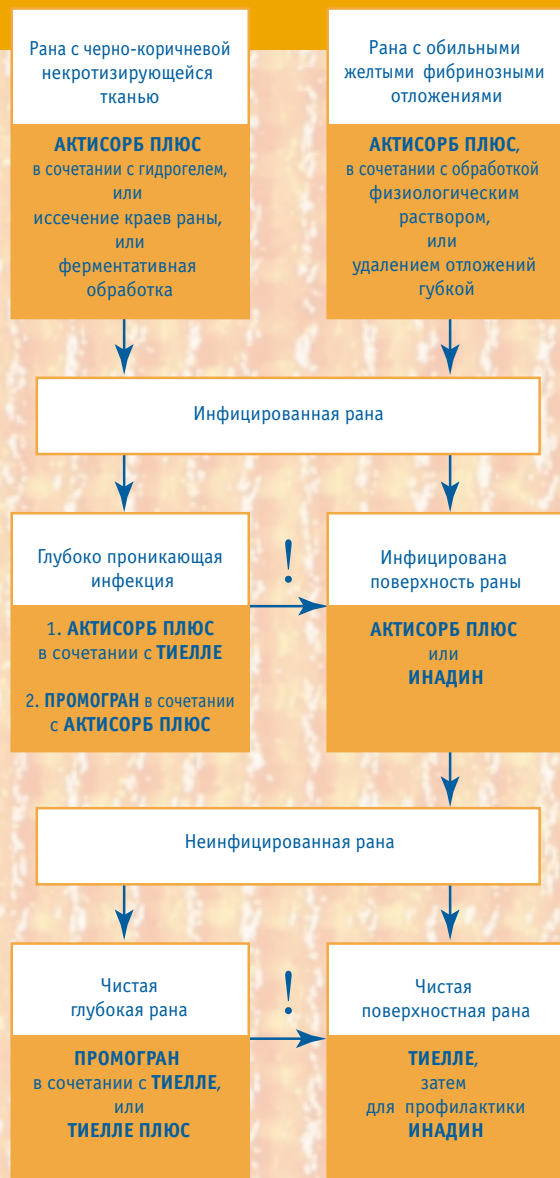 Рана с черно-коричневой
некротизирующейся
тканью
АКТИСОРБ ПЛЮС
в сочетании с гидрогелем,
или
иссечение краев раны,
или
ферментативная
обработка
Рана с обильными
желтыми фибринозными
отложениями
АКТИСОРБ ПЛЮС,
в сочетании с обработкой
физиологическим
раствором,
или
удалением отложений
губкой
Инфицированная рана
Глубоко проникающая
инфекция
1. АКТИСОРБ ПЛЮС
в сочетании с ТИЕЛЛЕ
2. ПРОМОГРАН в сочетании
с АКТИСОРБ ПЛЮС
!
Инфицирована
поверхность раны
АКТИСОРБ ПЛЮС
или
ИНАДИН
Неинфицированная рана
Чистая
глубокая рана
ПРОМОГРАН
в сочетании с ТИЕЛЛЕ,
или
ТИЕЛЛЕ ПЛЮС
!
Чистая
поверхностная рана
ТИЕЛЛЕ,
затем
для профилактики
ИНАДИН